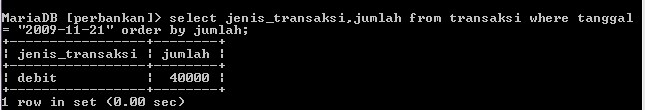 MariaDB [perbankan]> select jenis_transaksi,jumlah from transaksi where tanggal
= "2009-11-21" order by jumlah;
+-----------------+--------+
| jenis_transaksi | jumlah |
+-----------------+--------+
| debit           |  40000 |
+-----------------+--------+
1 row in set (0.00 sec)